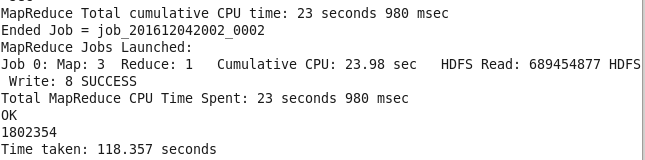 MapReduce Total cumulative CPU time: 23 seconds 980 msec
Ended Job = job_201612042002_0002
MapReduce Jobs Launched:
Job 0: Map: 3  Reduce: 1   Cumulative CPU: 23.98 sec   HDFS Read: 689454877 HDFS
 Write: 8 SUCCESS
Total MapReduce CPU Time Spent: 23 seconds 980 msec
OK
1802354
Time taken: 118.357 seconds